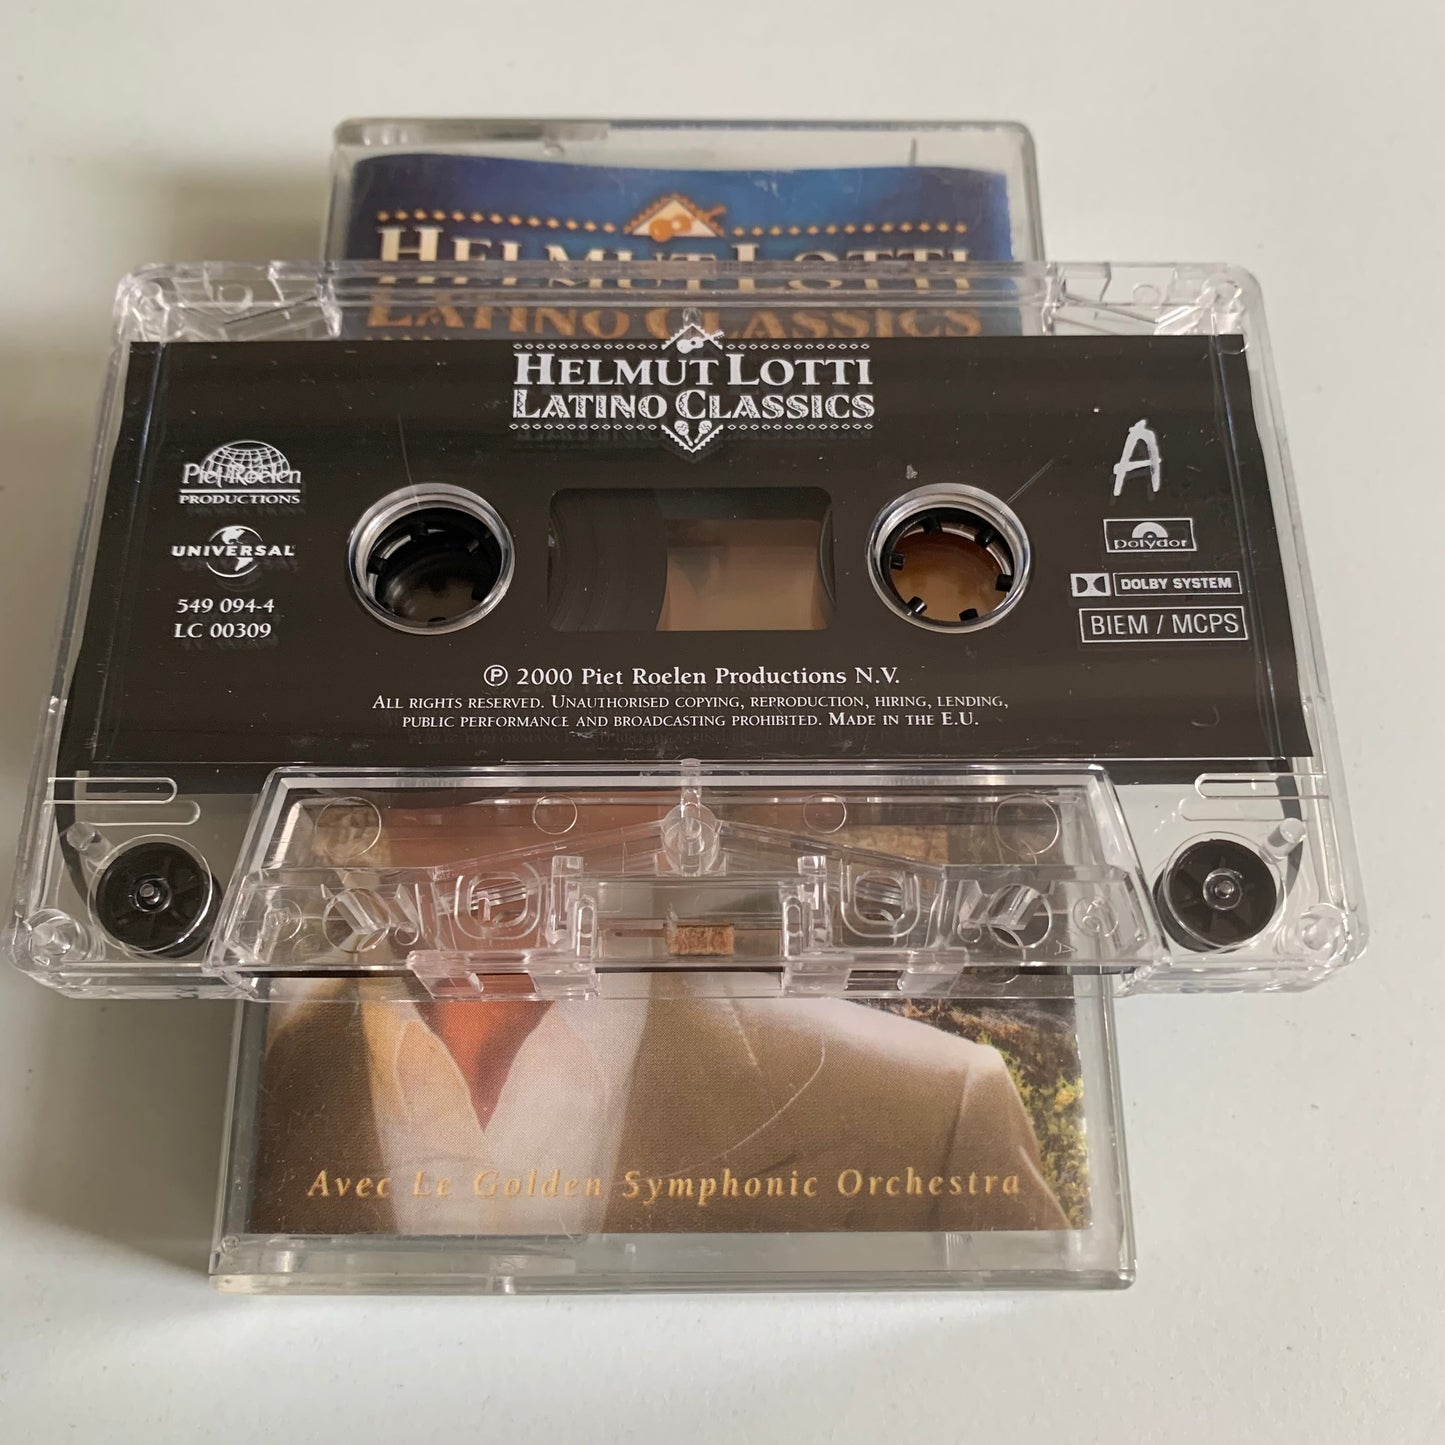 HELMUT LOTTI
LATINO CLASSICS
HELMUT LOTTI
LATINO CLASSICS
A
Piet Roelen
PRODUCTIONS
UNIVERSAL
549 094-4
LC 00309
polydor
DOLBY SYSTEM
BIEM / MCPS
℗ 2000 Piet Roelen Productions N.V.
ALL RIGHTS RESERVED. UNAUTHORISED COPYING, REPRODUCTION, HIRING, LENDING,
PUBLIC PERFORMANCE AND BROADCASTING PROHIBITED. MADE IN THE E.U.
Avec Le Golden Symphonic Orchestra